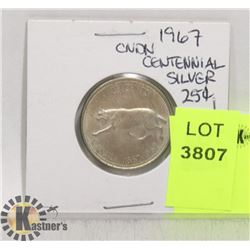 1967
CNDN
CENTENNIAL
SILVER
25¢
LOT
3807
Kastner's